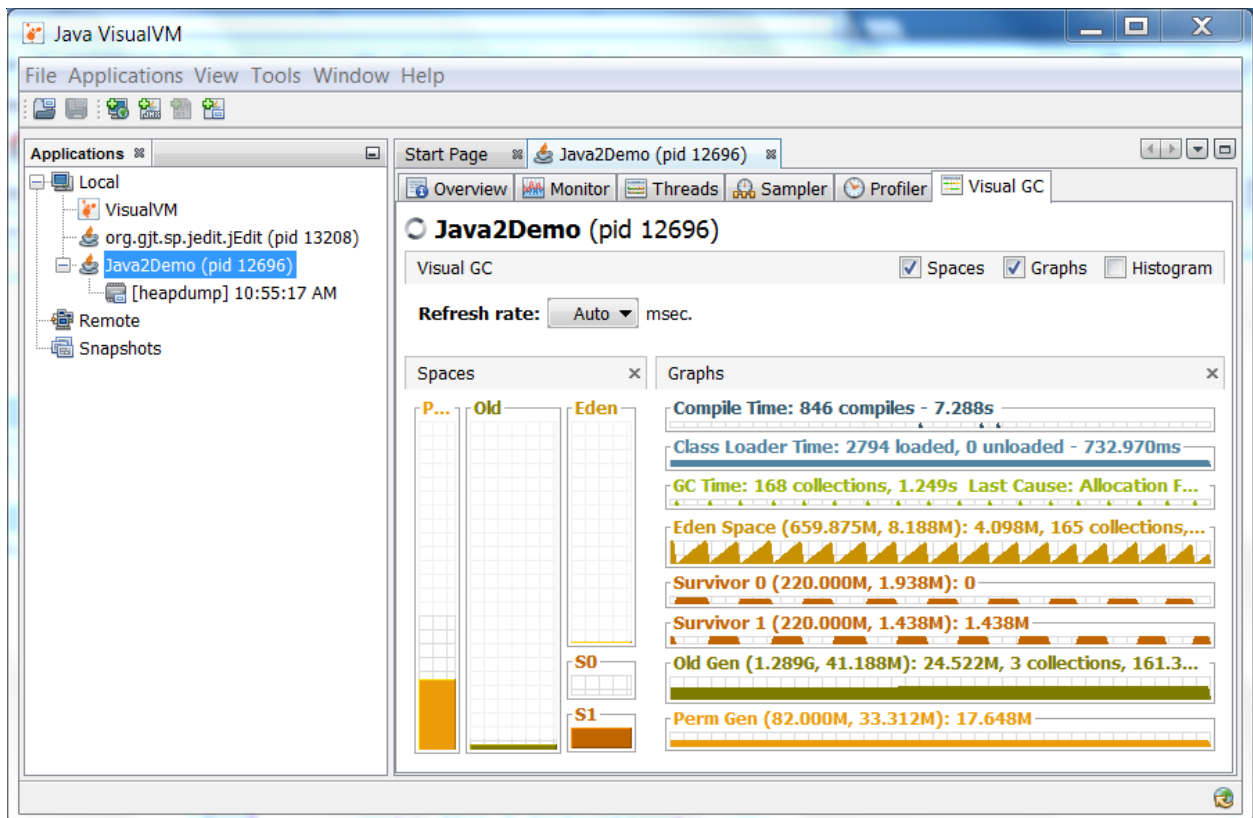 Java VisualVM
File Applications View Tools Window Help
Applications
Local
VisualVM
org.gjt.sp.jedit.jEdit (pid 13208)
Java2Demo (pid 12696)
[heapdump] 10:55:17 AM
Remote
Snapshots
Start Page Java2Demo (pid 12696)
Overview Monitor Threads Sampler Profiler Visual GC
Java2Demo (pid 12696)
Visual GC Spaces Graphs Histogram
Refresh rate: Auto msec.
Spaces
P... Old Eden
S0
S1
Graphs
Compile Time: 846 compiles - 7.288s
Class Loader Time: 2794 loaded, 0 unloaded - 732.970ms
GC Time: 168 collections, 1.249s Last Cause: Allocation F...
Eden Space (659.875M, 8.188M): 4.098M, 165 collections,...
Survivor 0 (220.000M, 1.938M): 0
Survivor 1 (220.000M, 1.438M): 1.438M
Old Gen (1.289G, 41.188M): 24.522M, 3 collections, 161.3...
Perm Gen (82.000M, 33.312M): 17.648M